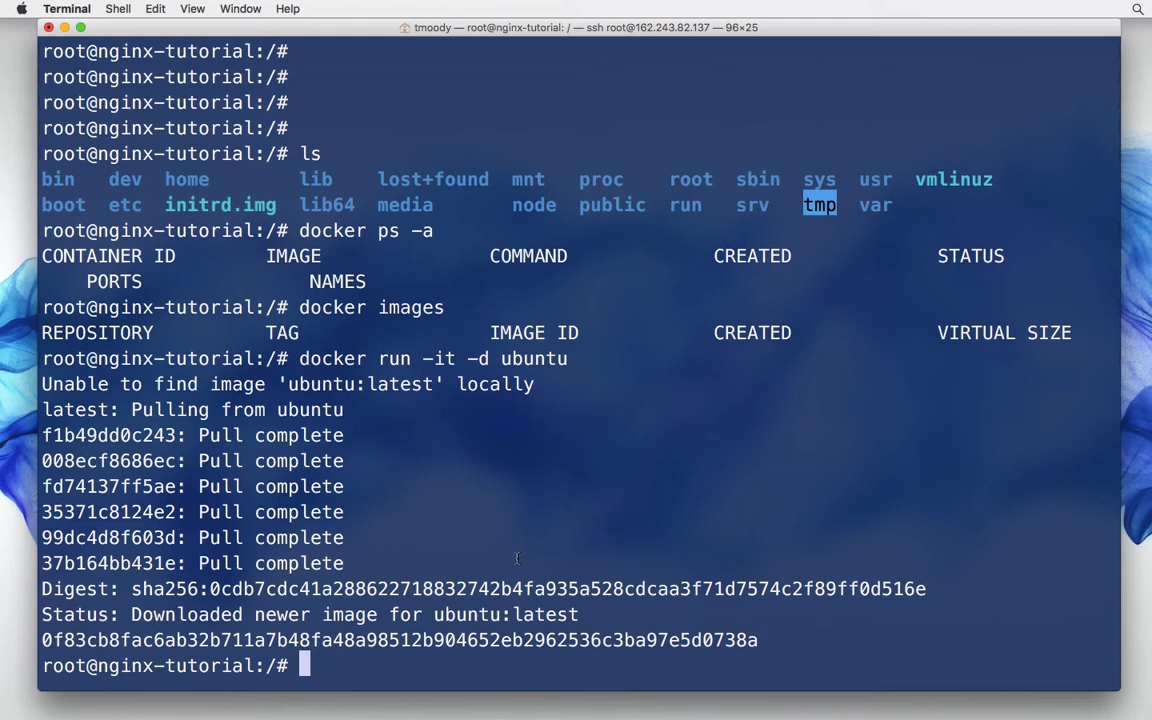 Terminal Shell Edit View Window Help
tmoody — root@nginx-tutorial: / — ssh root@162.243.82.137 — 96×25
root@nginx-tutorial:/#
root@nginx-tutorial:/#
root@nginx-tutorial:/#
root@nginx-tutorial:/#
root@nginx-tutorial:/# ls
bin dev home lib lost+found mnt proc root sbin sys usr vmlinuz
boot etc initrd.img lib64 media node public run srv tmp var
root@nginx-tutorial:/# docker ps -a
CONTAINER ID IMAGE COMMAND CREATED STATUS
PORTS NAMES
root@nginx-tutorial:/# docker images
REPOSITORY TAG IMAGE ID CREATED VIRTUAL SIZE
root@nginx-tutorial:/# docker run -it -d ubuntu
Unable to find image 'ubuntu:latest' locally
latest: Pulling from ubuntu
f1b49dd0c243: Pull complete
008ecf8686ec: Pull complete
fd74137ff5ae: Pull complete
35371c8124e2: Pull complete
99dc4d8f603d: Pull complete
37b164bb431e: Pull complete
Digest: sha256:0cdb7cdc41a288622718832742b4fa935a528cdcaa3f71d7574c2f89ff0d516e
Status: Downloaded newer image for ubuntu:latest
0f83cb8fac6ab32b711a7b48fa48a98512b904652eb2962536c3ba97e5d0738a
root@nginx-tutorial:/#